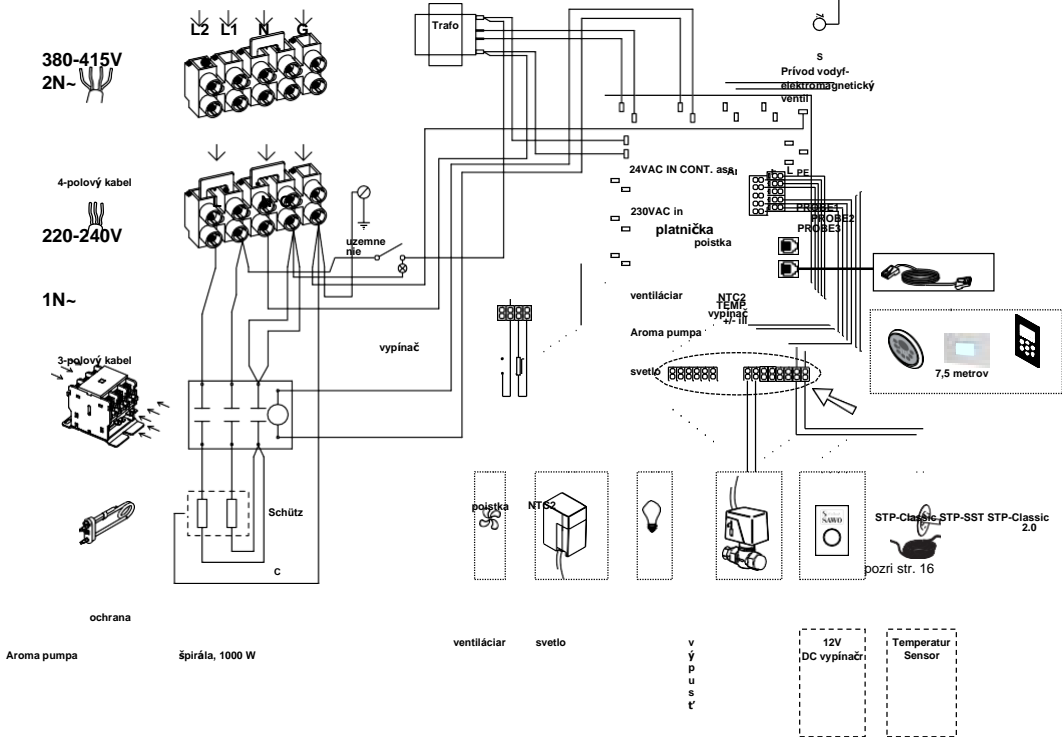 L2 L1 N G
380-415V
2N~
Trafo
S
Prívod vodyf-
elektromagnetický
ventil
4-polový kabel
220-240V
1N~
3-polový kabel
uzemne
nie
vypínač
24VAC IN CONT.
L PE
230VAC in
platnička
poistka
PROBE1
PROBE2
PROBE3
ventiláciar
NTC2
TEMP.
vypínač
+/-
Aroma pumpa
svetlo
7,5 metrov
Schütz
C
poistka
NTS2
SAWO
STP-Classic STP-SST STP-Classic
2.0
pozri str. 16
ochrana
Aroma pumpa
špirála, 1000 W
ventiláciar
svetlo
v
ý
p
u
s
ť
12V
DC vypínačr
Temperatur
Sensor